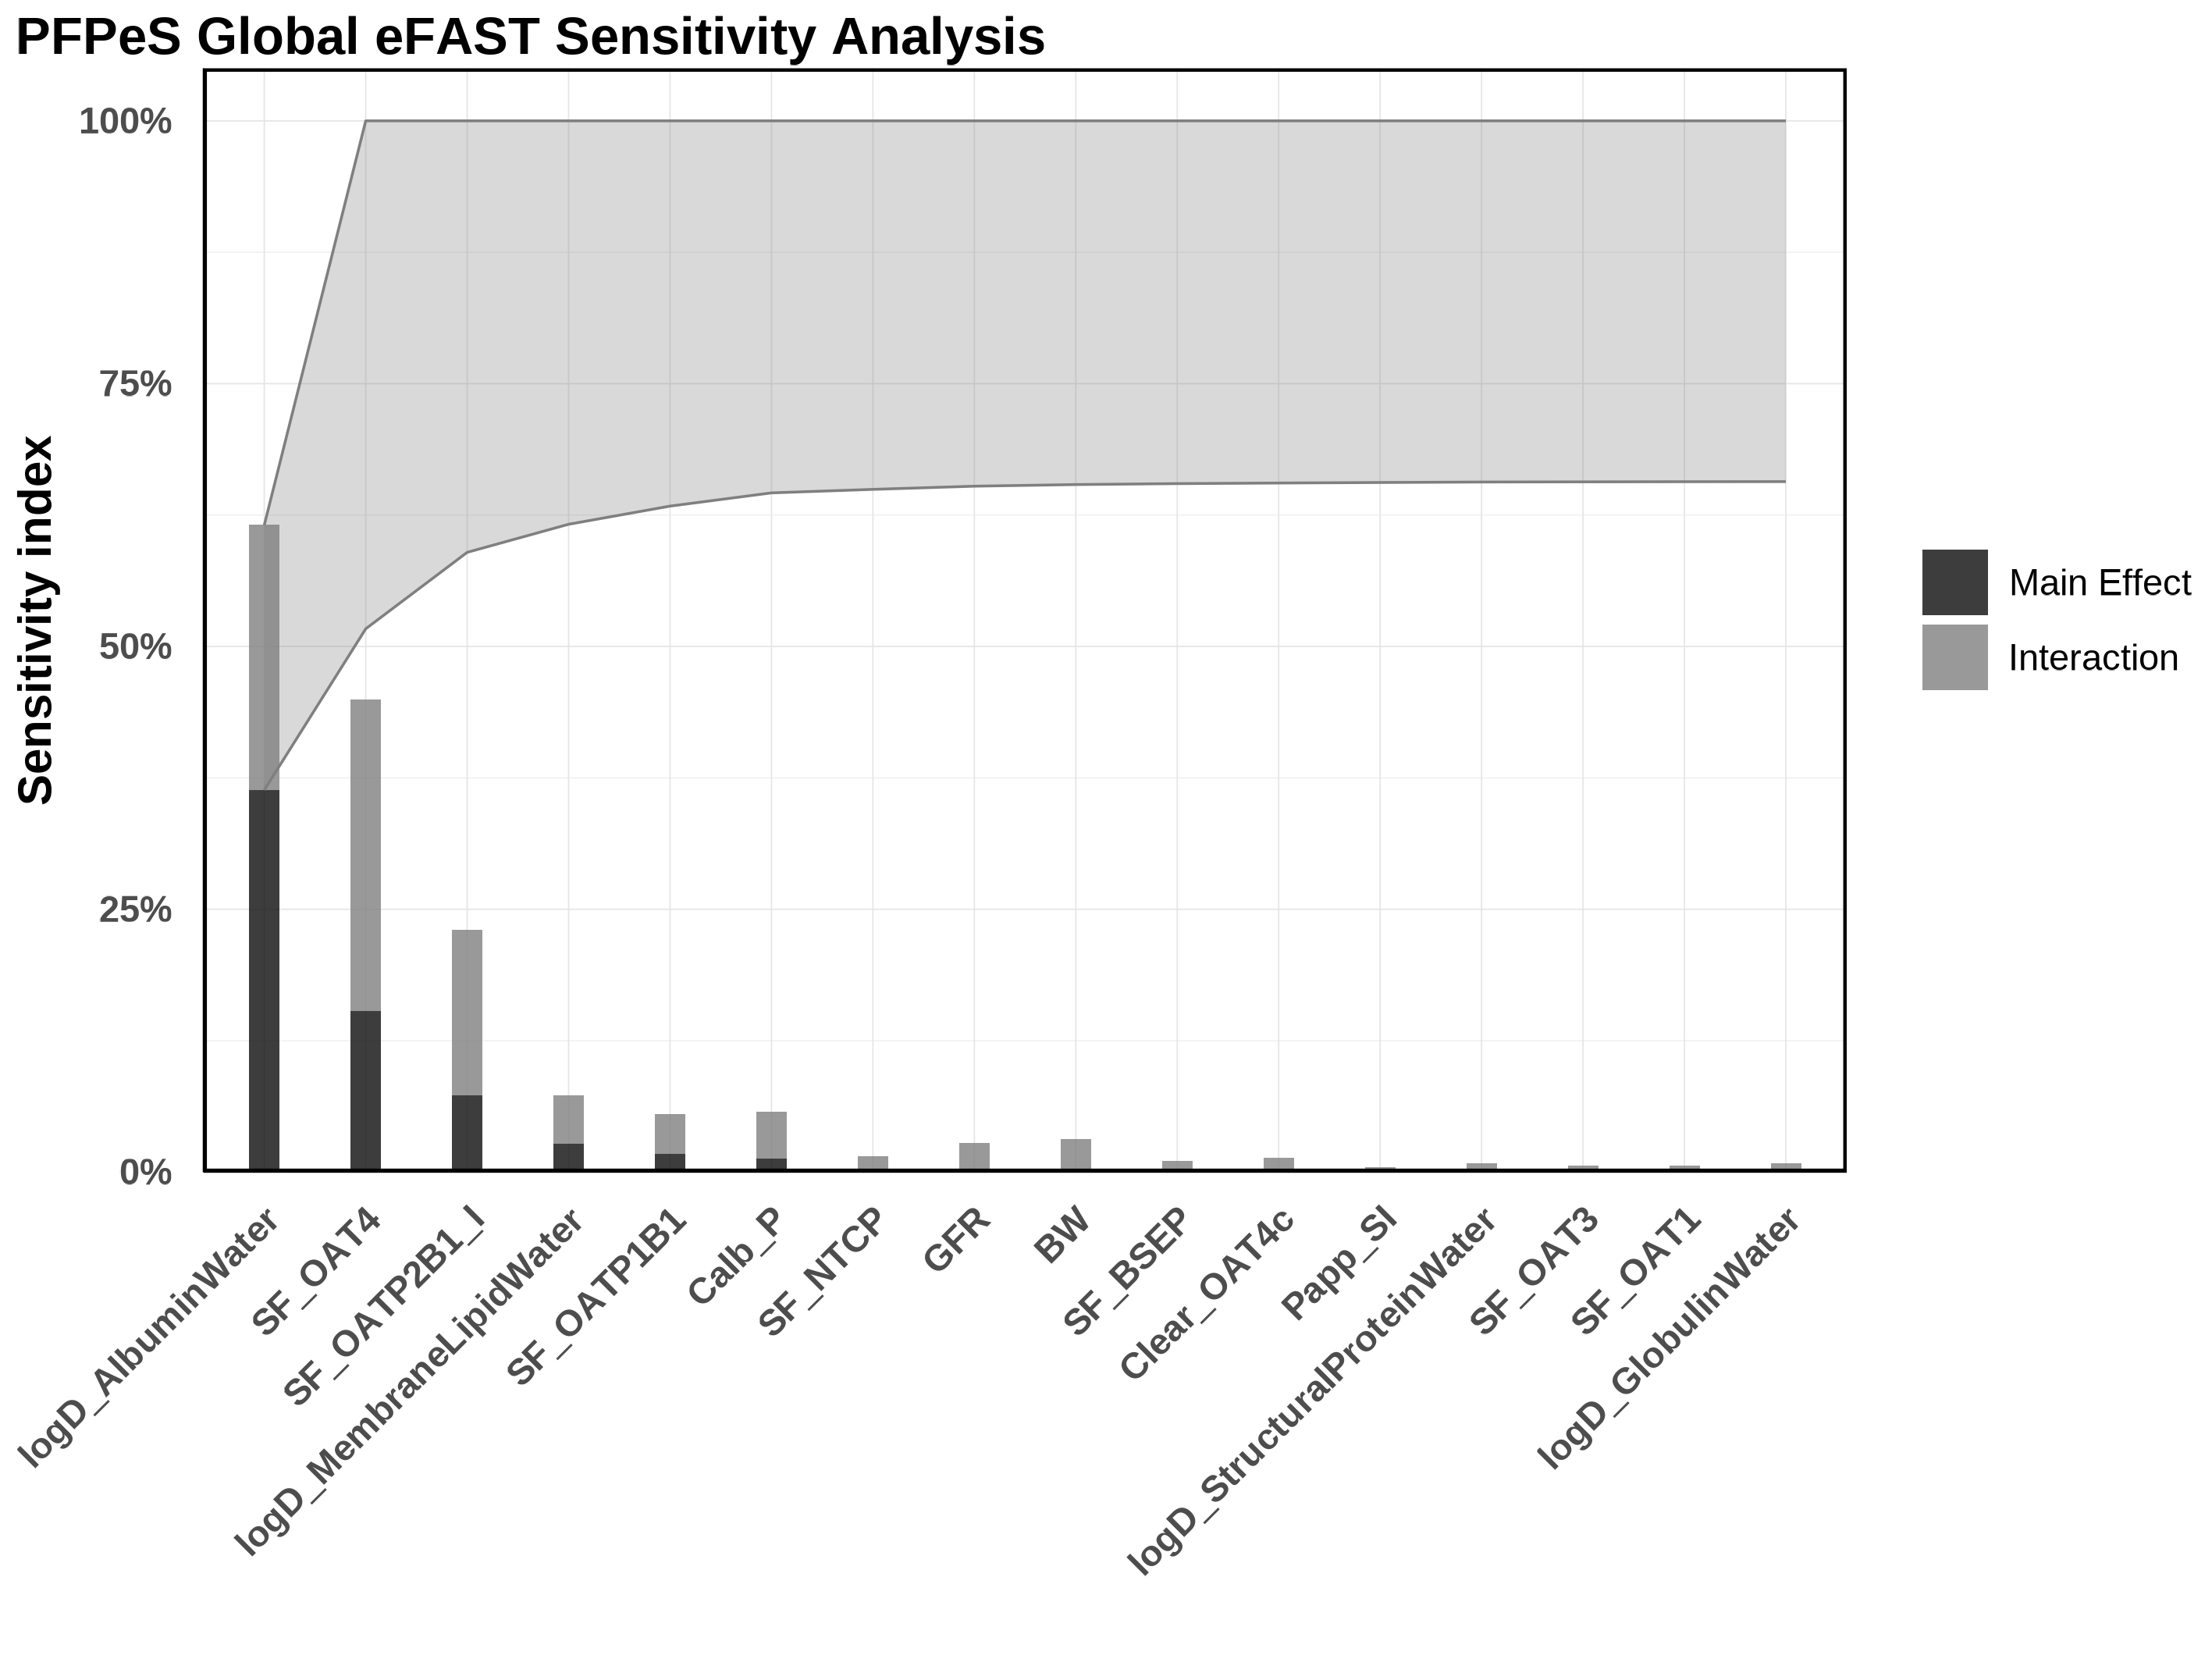 PFPeS Global eFAST Sensitivity Analysis
Sensitivity index
100%
75%
50%
25%
0%
logD_AlbuminWater
SF_OAT4
SF_OATP2B1_I
logD_MembraneLipidWater
SF_OATP1B1
Calb_P
SF_NTCP
GFR
BW
SF_BSEP
Clear_OAT4c
Papp_SI
logD_StructuralProteinWater
SF_OAT3
SF_OAT1
logD_GlobulinWater
Main Effect
Interaction